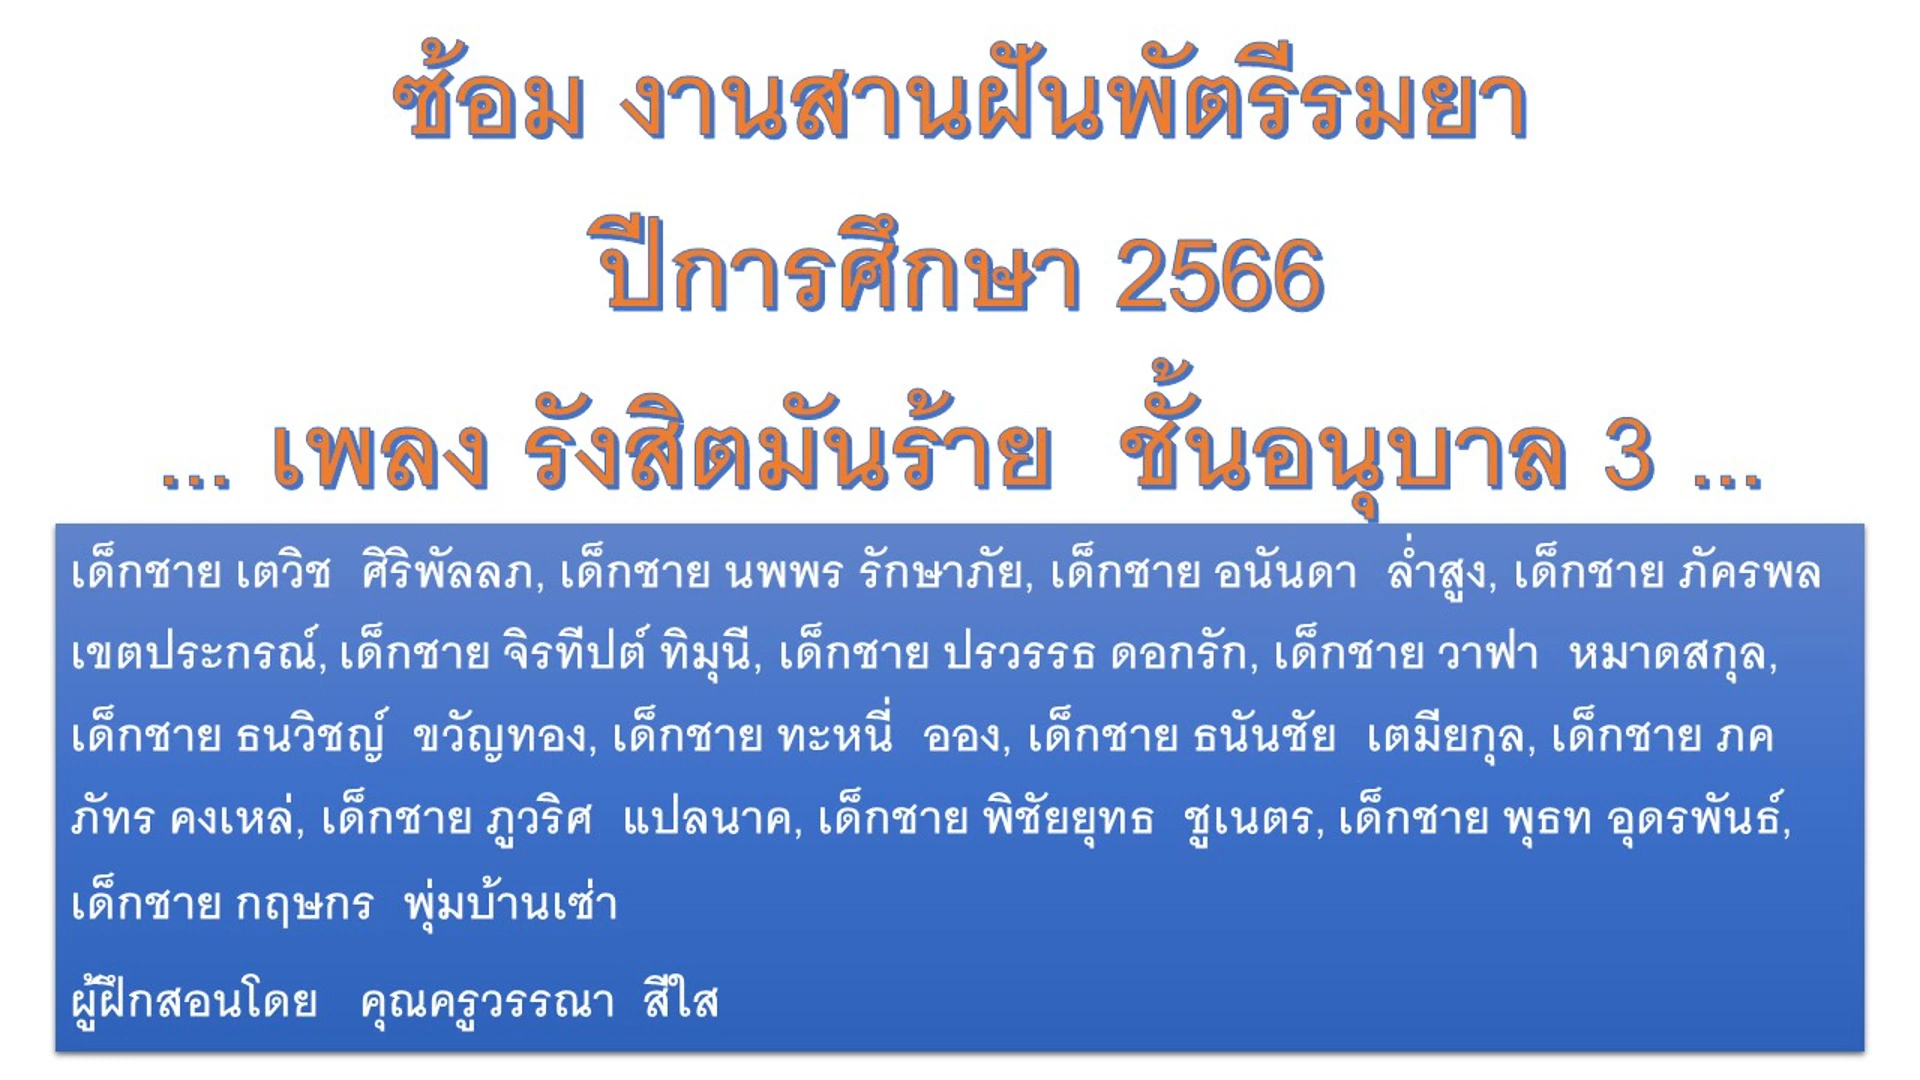 ซ้อม งานสานฝันพัตรีรมยา
ปีการศึกษา 2566
... เพลง รังสิตมันร้าย ชั้นอนุบาล 3 ...
เด็กชาย เตวิช ศิริพัลลภ, เด็กชาย นพพร รักษาภัย, เด็กชาย อนันดา ล่ำสูง, เด็กชาย ภัครพล
เขตประกรณ์, เด็กชาย จิรทีปต์ ทิมุนี, เด็กชาย ปรวรรธ ดอกรัก, เด็กชาย วาฟา หมาดสกุล,
เด็กชาย ธนวิชญ์ ขวัญทอง, เด็กชาย ทะหนี่ ออง, เด็กชาย ธนันชัย เตมียกุล, เด็กชาย ภค
ภัทร คงเหล่, เด็กชาย ภูวริศ แปลนาค, เด็กชาย พิชัยยุทธ ชูเนตร, เด็กชาย พุธท อุดรพันธ์,
เด็กชาย กฤษกร พุ่มบ้านเซ่า
ผู้ฝึกสอนโดย คุณครูวรรณา สีใส